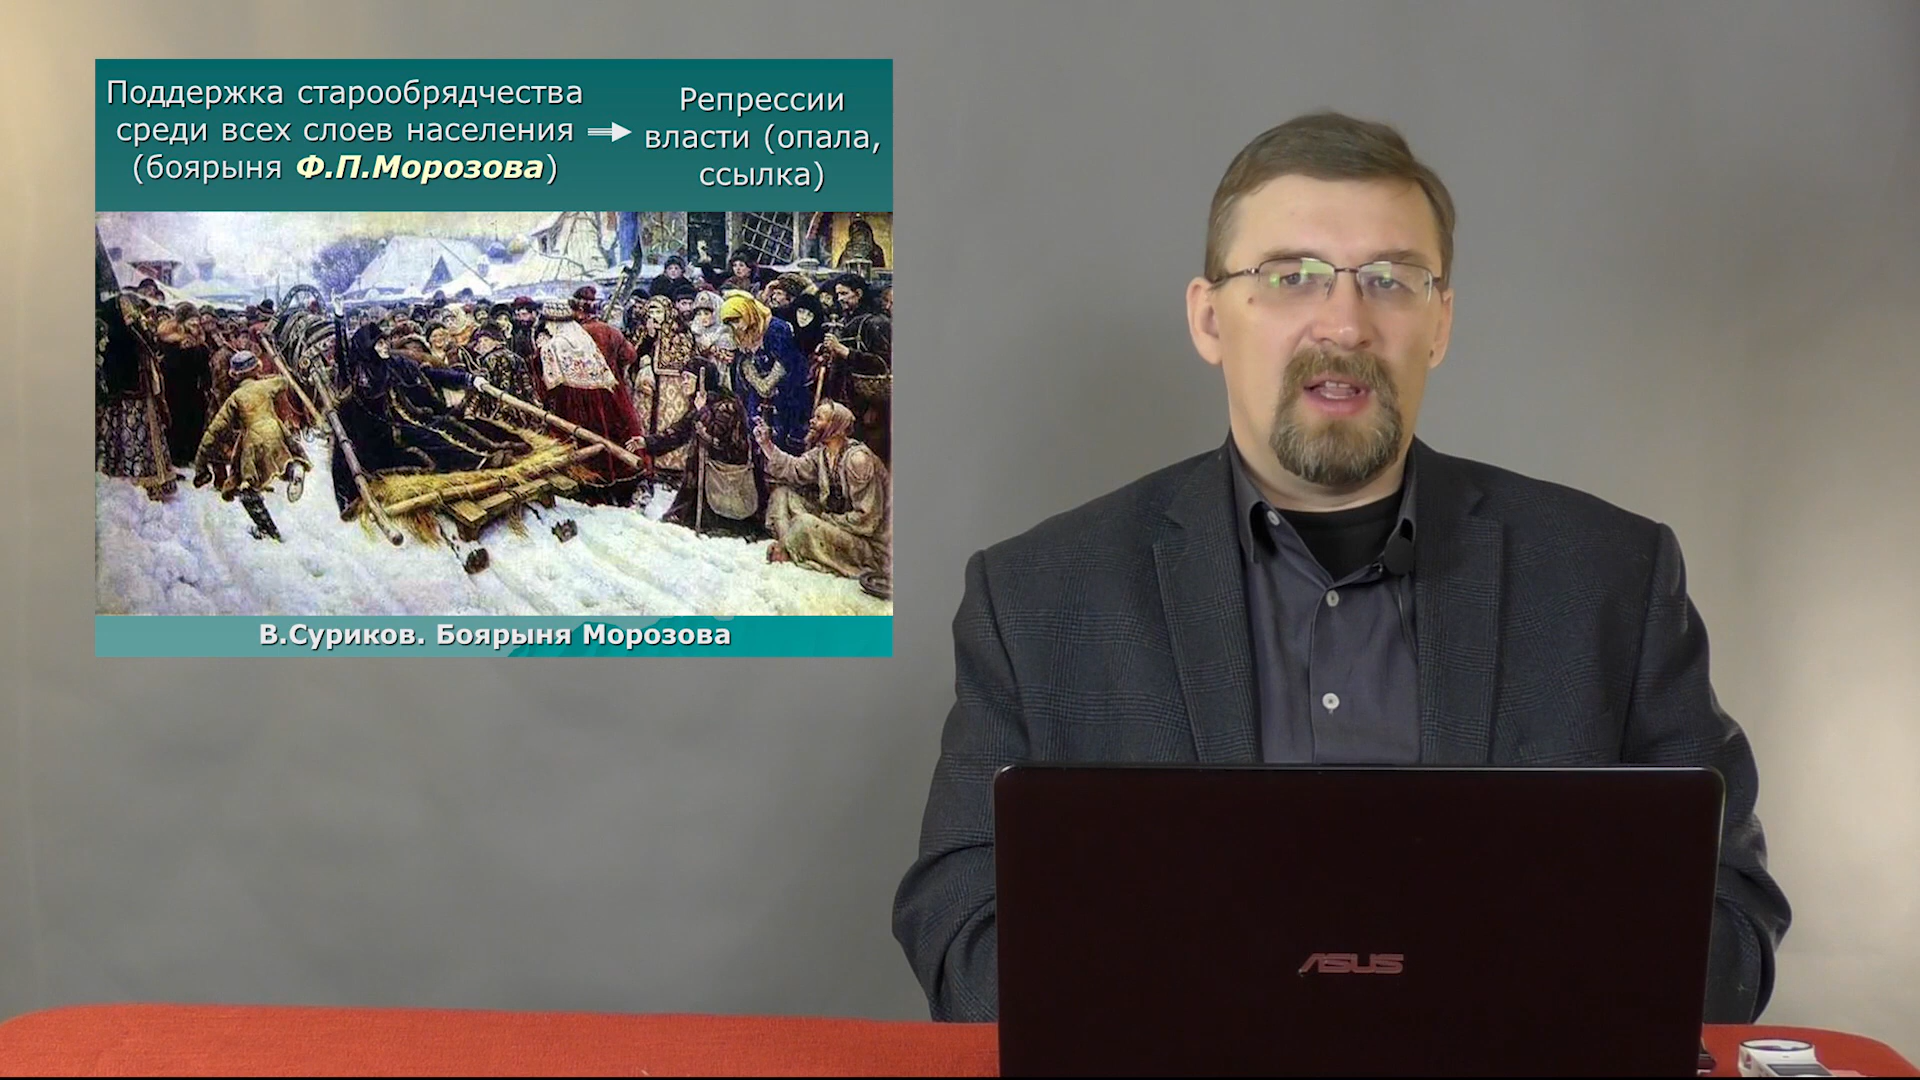 Поддержка старообрядчества
среди всех слоев населения
(боярыня Ф.П.Морозова)
Репрессии
власти (опала,
ссылка)
В.Суриков. Боярыня Морозова
ASUS